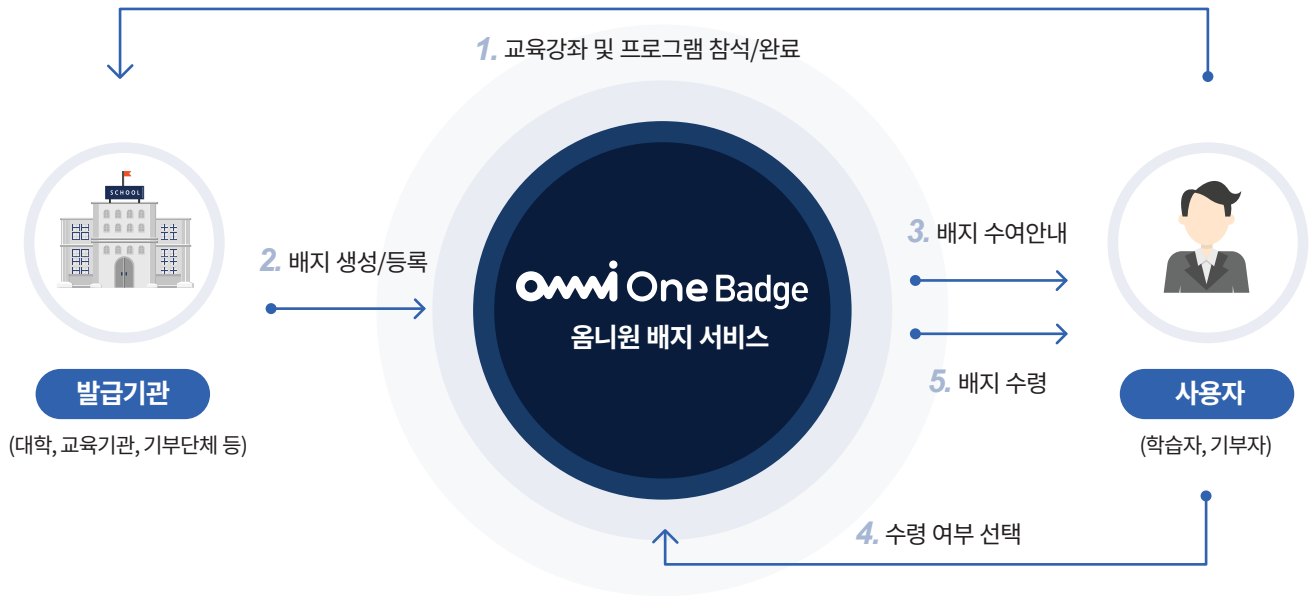 1. 교육강좌 및 프로그램 참석/완료
SCHOOL
2. 배지 생성/등록
발급기관
(대학, 교육기관, 기부단체 등)
omni One Badge
옴니원 배지 서비스
3. 배지 수여안내
5. 배지 수령
사용자
(학습자, 기부자)
4. 수령 여부 선택